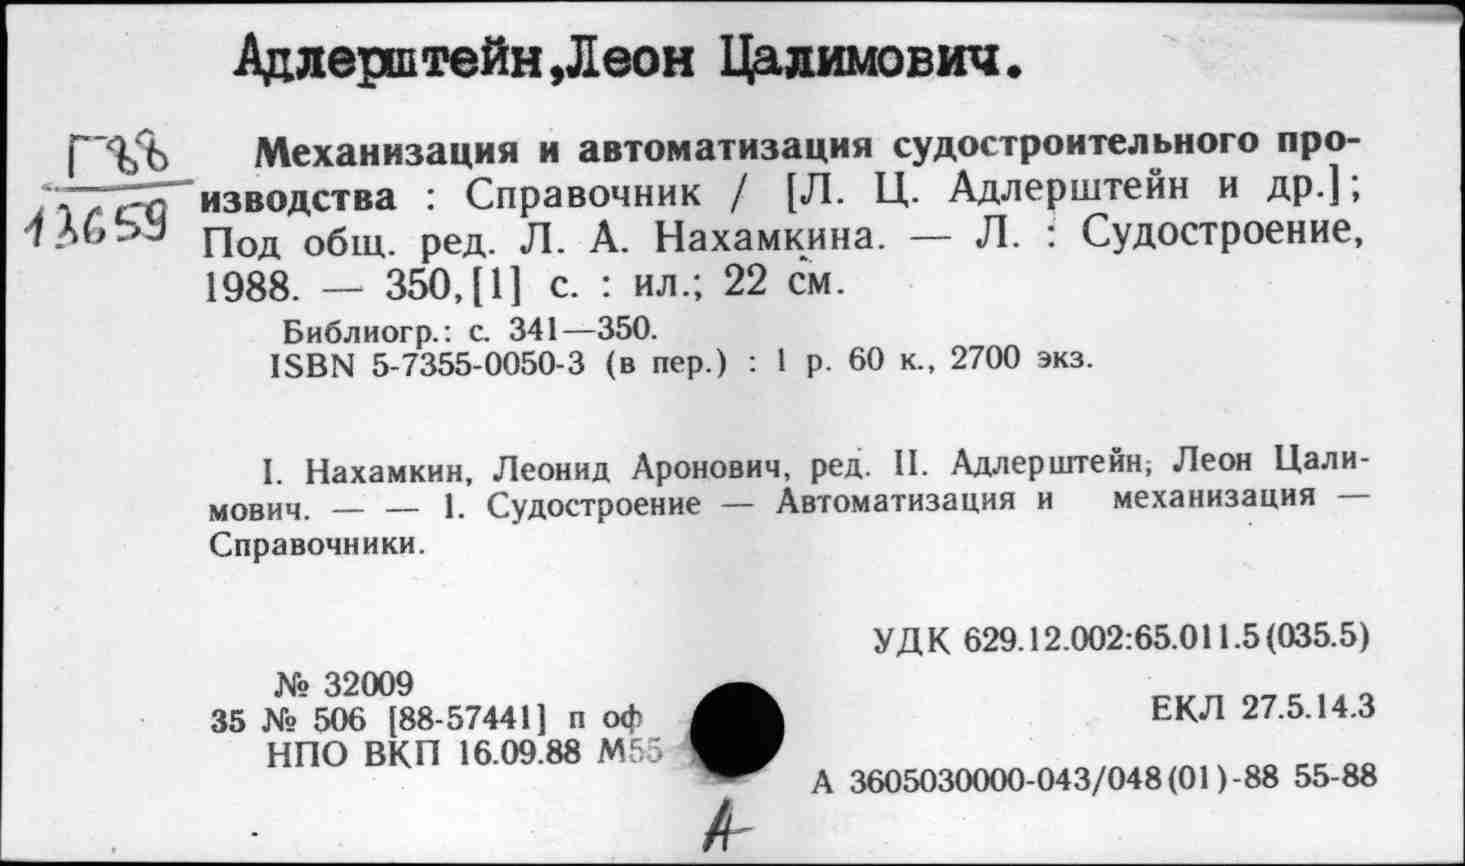 Адлерштейн,Леон Цалимович.
Механизация и автоматизация судостроительного про-
изводства : Справочник / [Л. Ц. Адлерштейн и др.];
Под общ. ред. Л. А. Нахамкина. — Л. : Судостроение,
1988. — 350,[1] с. : ил.; 22 см.
Библиогр.: с. 341—350.
ISBN 5-7355-0050-3 (в пер.) : 1 р. 60 к., 2700 экз.
I. Нахамкин, Леонид Аронович, ред. II. Адлерштейн, Леон Цали-
мович. — — 1. Судостроение — Автоматизация и механизация —
Справочники.
УДК 629.12.002:65.011.5(035.5)
№ 32009
35 № 506 [88-57441] п оф
ЕКЛ 27.5.14.3
НПО ВКП 16.09.88 М55
А 3605030000-043/048(01)-88 55-88
А